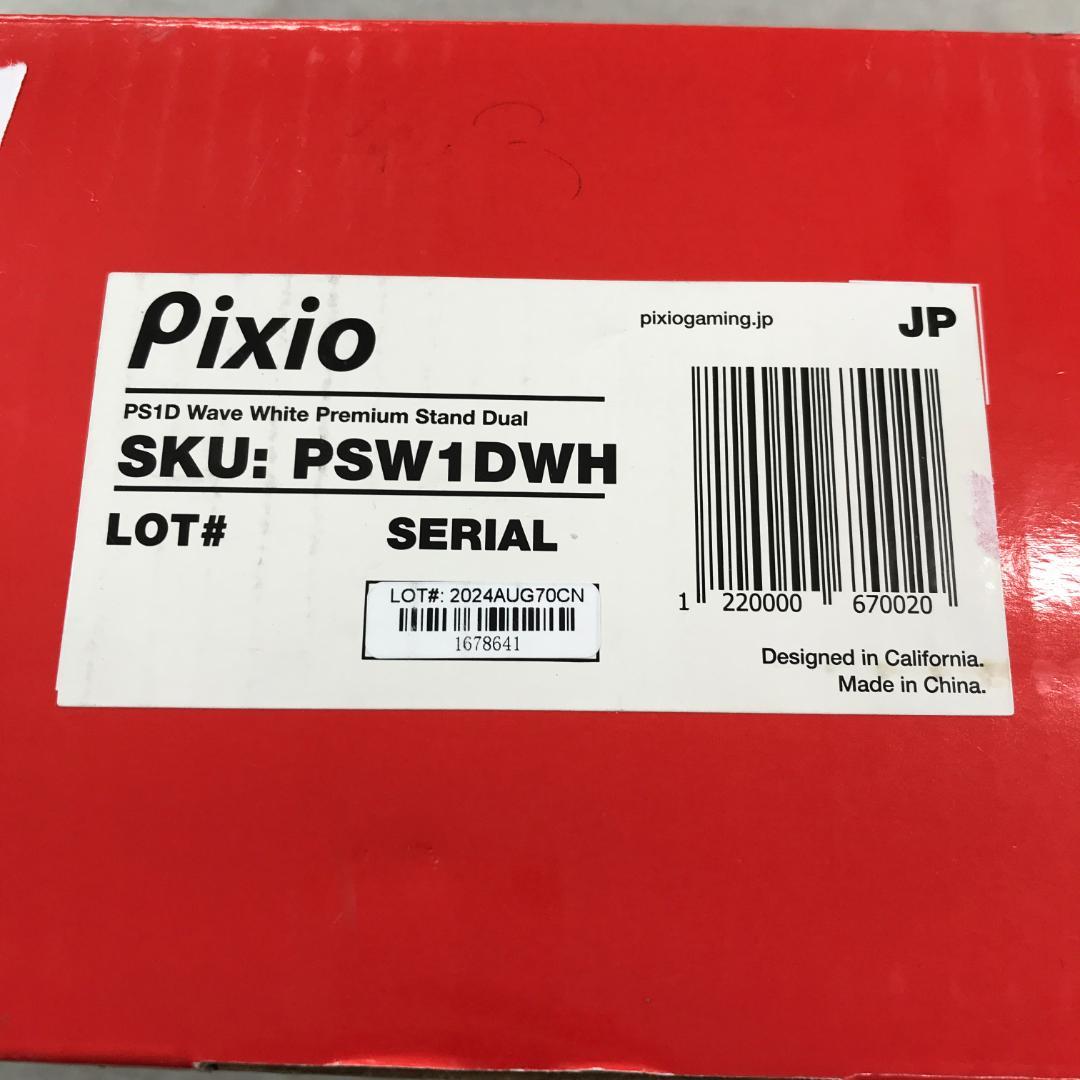 Pixio
pixiogaming.jp
JP
PS1D Wave White Premium Stand Dual
SKU: PSW1DWH
LOT#
SERIAL
LOT#: 2024AUG70CN
1678641
1 220000 670020
Designed in California.
Made in China.